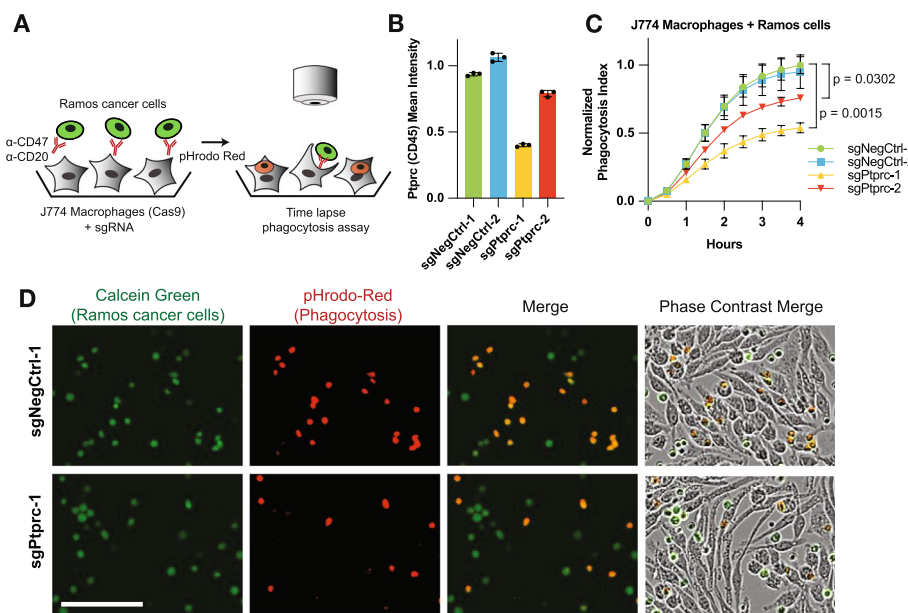 A
Ramos cancer cells
α-CD47
α-CD20
pHrodo Red
J774 Macrophages (Cas9)
+ sgRNA
Time lapse
phagocytosis assay
B
Ptprc (CD45) Mean Intensity
1.0
0.5
0.0
sgNegCtrl-1
sgNegCtrl-2
sgPtprc-1
sgPtprc-2
C
J774 Macrophages + Ramos cells
Normalized
Phagocytosis Index
1.0
0.5
0.0
0
1
2
3
4
Hours
p = 0.0302
p = 0.0015
sgNegCtrl-
sgNegCtrl-
sgPtprc-1
sgPtprc-2
D
Calcein Green
(Ramos cancer cells)
pHrodo-Red
(Phagocytosis)
Merge
Phase Contrast Merge
sgNegCtrl-1
sgPtprc-1